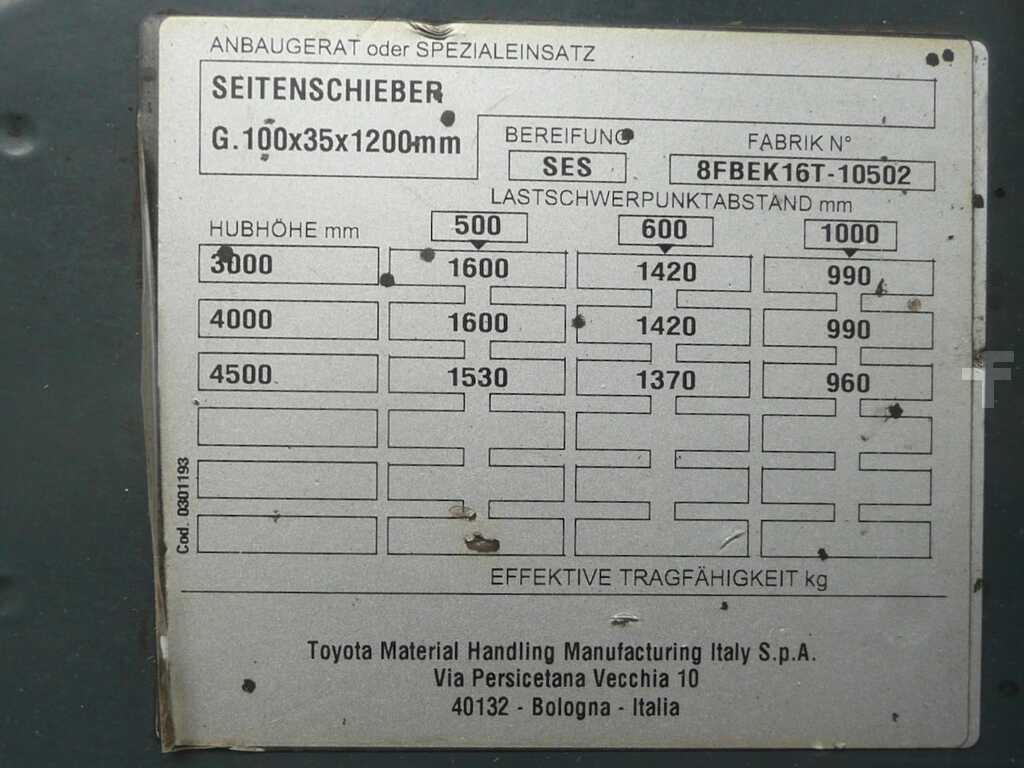 ANBAUGERAT oder SPEZIALEINSATZ
SEITENSCHIEBER
G.100x35x1200mm
BEREIFUNG
SES
FABRIK N°
8FBEK16T-10502
LASTSCHWERPUNKTABSTAND mm
HUBHÖHE mm
500 600 1000
3000 1600 1420 990
4000 1600 1420 990
4500 1530 1370 960
Cod. 0301193
EFFEKTIVE TRAGFÄHIGKEIT kg
Toyota Material Handling Manufacturing Italy S.p.A.
Via Persicetana Vecchia 10
40132 - Bologna - Italia